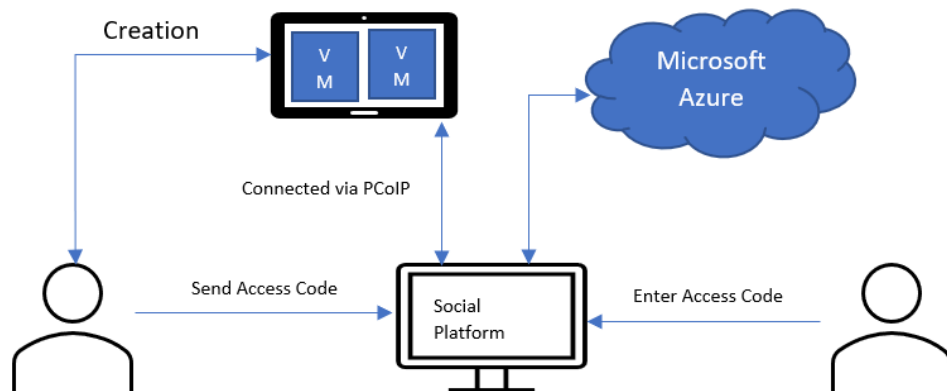 Creation
V
M
V
M
Microsoft
Azure
Connected via PCoIP
Send Access Code
Social
Platform
Enter Access Code